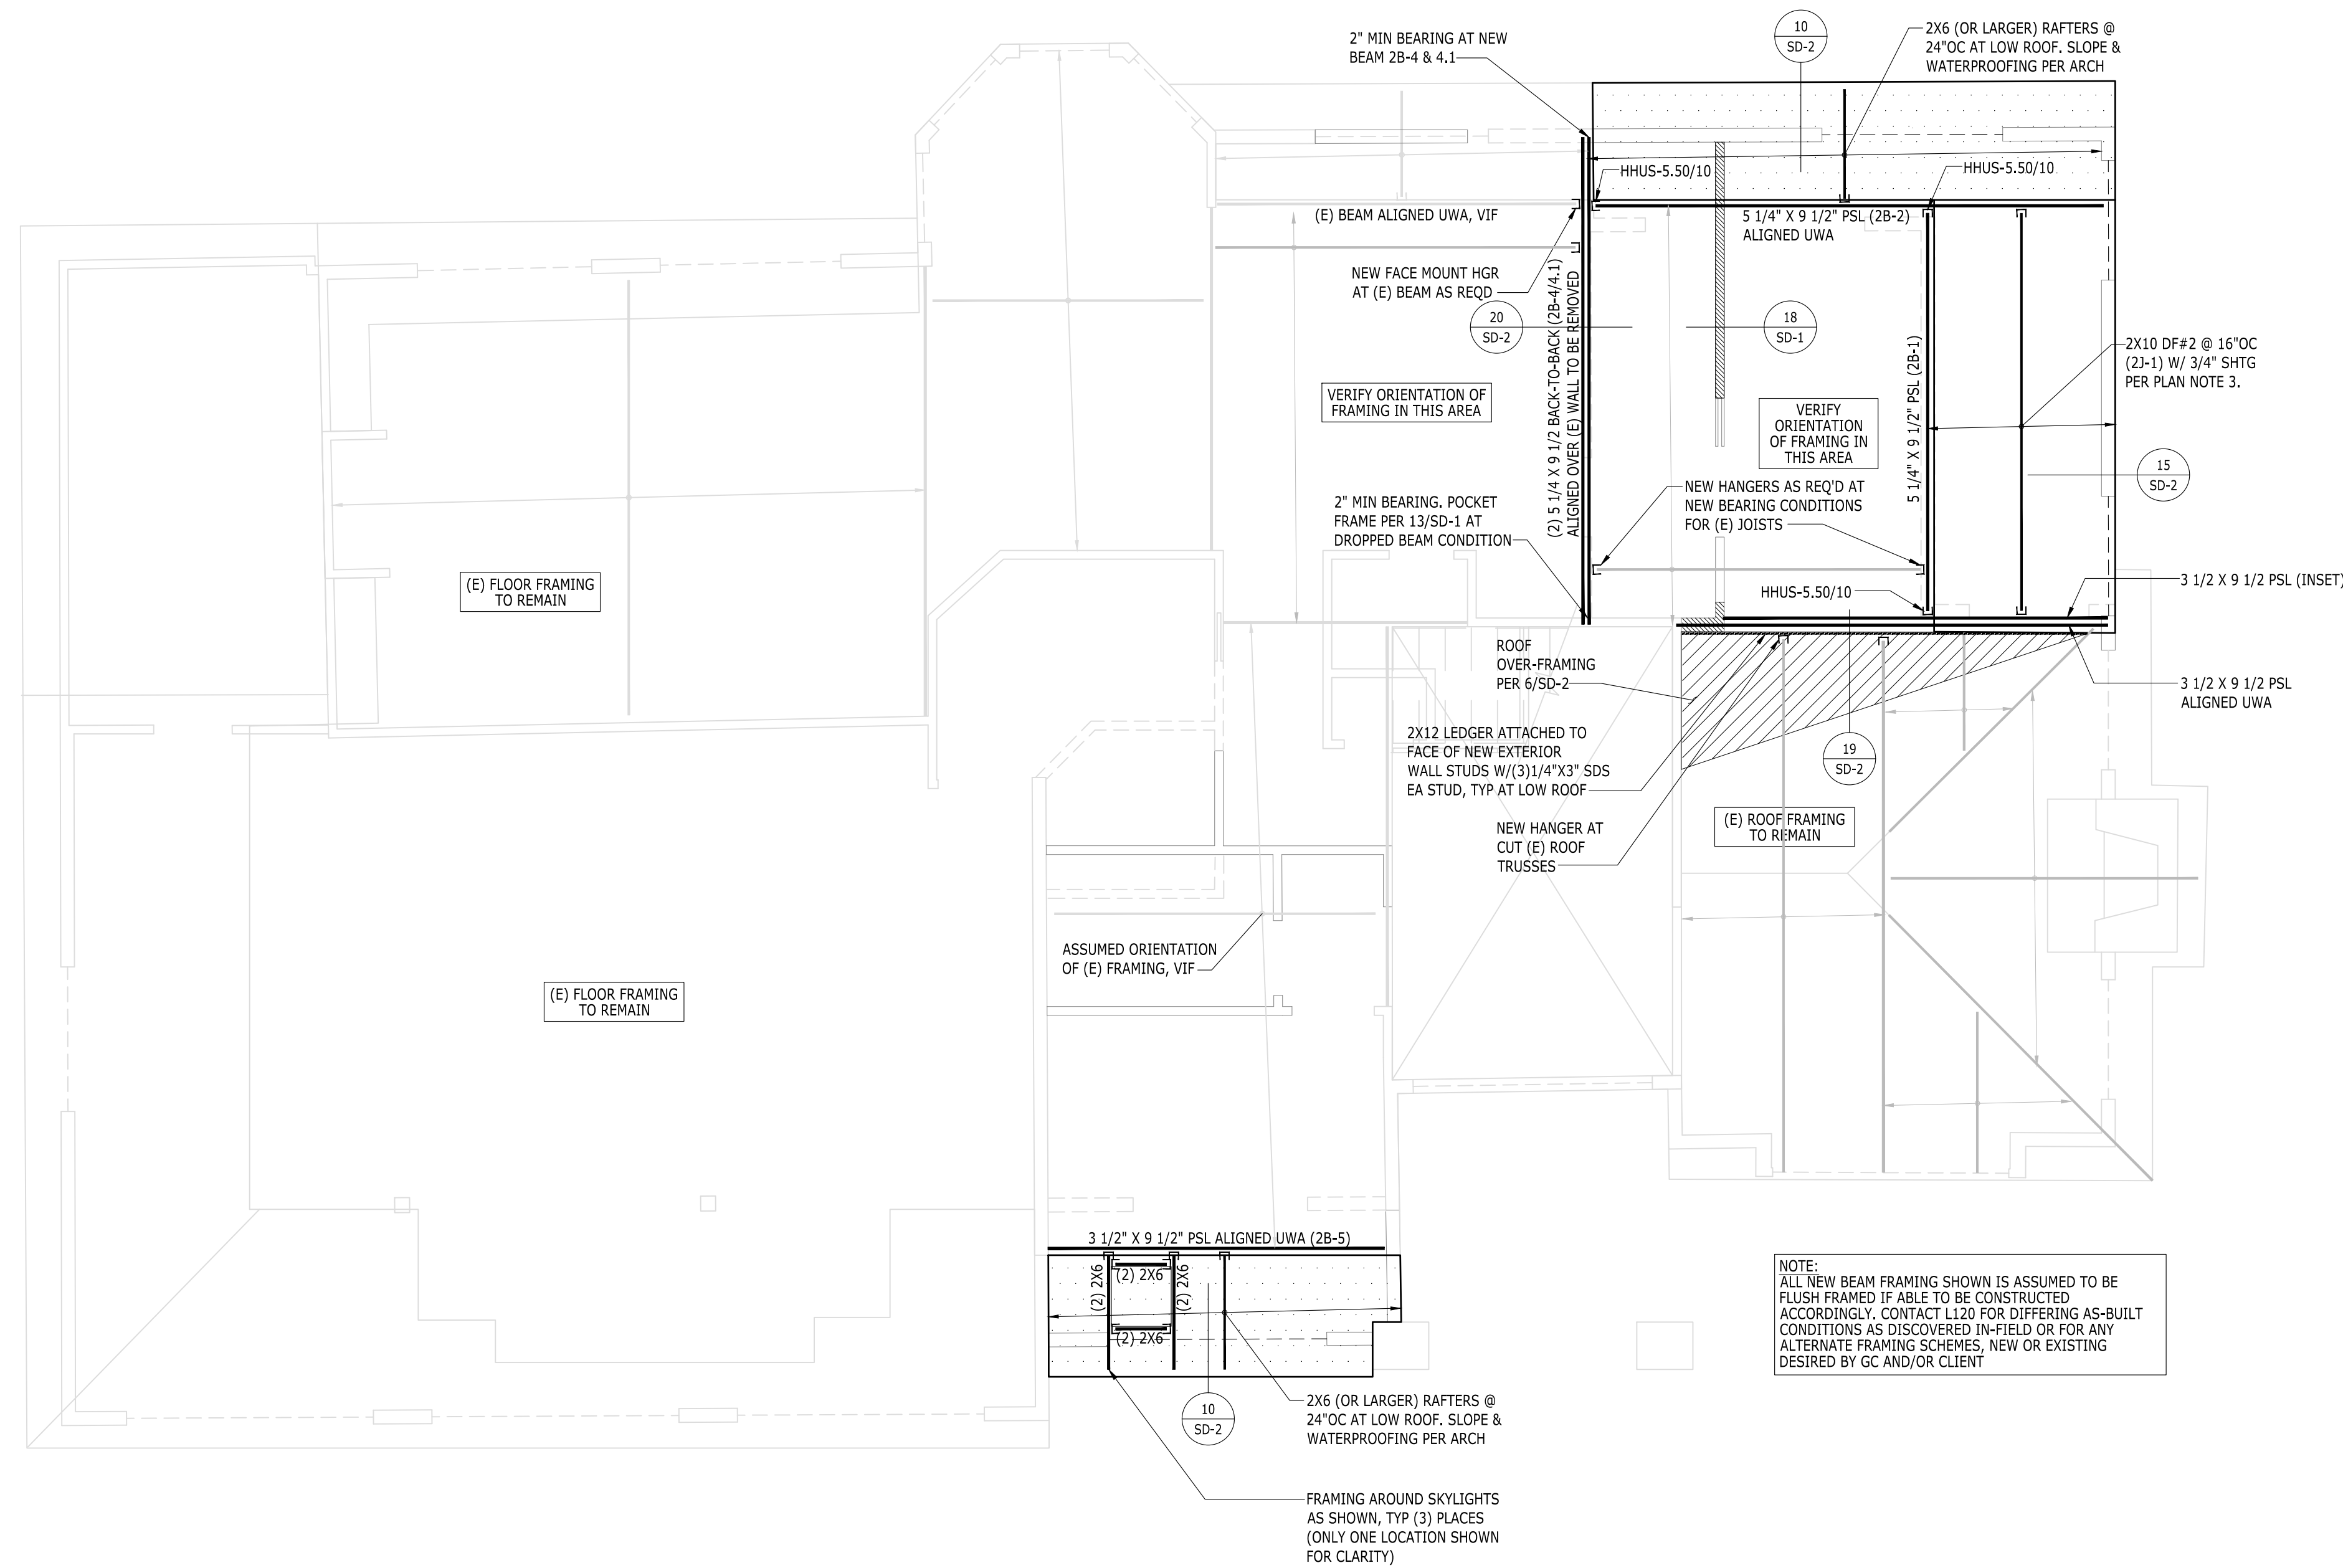 2" MIN BEARING AT NEW
BEAM 2B-4 & 4.1
10
SD-2
2X6 (OR LARGER) RAFTERS @
24"OC AT LOW ROOF. SLOPE &
WATERPROOFING PER ARCH
HHUS-5.50/10
HHUS-5.50/10
(E) BEAM ALIGNED UWA, VIF
5 1/4" X 9 1/2" PSL (2B-2)
ALIGNED UWA
NEW FACE MOUNT HGR
AT (E) BEAM AS REQD
20
SD-2
18
SD-1
(2) 5 1/4 X 9 1/2 BACK-TO-BACK (2B-4/4.1)
ALIGNED OVER (E) WALL TO BE REMOVED
5 1/4" X 9 1/2" PSL (2B-1)
2X10 DF#2 @ 16"OC
(2J-1) W/ 3/4" SHTG
PER PLAN NOTE 3.
VERIFY ORIENTATION OF
FRAMING IN THIS AREA
VERIFY
ORIENTATION
OF FRAMING IN
THIS AREA
15
SD-2
2" MIN BEARING. POCKET
FRAME PER 13/SD-1 AT
DROPPED BEAM CONDITION
NEW HANGERS AS REQ'D AT
NEW BEARING CONDITIONS
FOR (E) JOISTS
(E) FLOOR FRAMING
TO REMAIN
HHUS-5.50/10
3 1/2 X 9 1/2 PSL (INSET)
ROOF
OVER-FRAMING
PER 6/SD-2
3 1/2 X 9 1/2 PSL
ALIGNED UWA
2X12 LEDGER ATTACHED TO
FACE OF NEW EXTERIOR
WALL STUDS W/(3)1/4"X3" SDS
EA STUD, TYP AT LOW ROOF
19
SD-2
NEW HANGER AT
CUT (E) ROOF
TRUSSES
(E) ROOF FRAMING
TO REMAIN
ASSUMED ORIENTATION
OF (E) FRAMING, VIF
(E) FLOOR FRAMING
TO REMAIN
3 1/2" X 9 1/2" PSL ALIGNED UWA (2B-5)
(2) 2X6
(2) 2X6
(2) 2X6
(2) 2X6
10
SD-2
2X6 (OR LARGER) RAFTERS @
24"OC AT LOW ROOF. SLOPE &
WATERPROOFING PER ARCH
FRAMING AROUND SKYLIGHTS
AS SHOWN, TYP (3) PLACES
(ONLY ONE LOCATION SHOWN
FOR CLARITY)
NOTE:
ALL NEW BEAM FRAMING SHOWN IS ASSUMED TO BE
FLUSH FRAMED IF ABLE TO BE CONSTRUCTED
ACCORDINGLY. CONTACT L120 FOR DIFFERING AS-BUILT
CONDITIONS AS DISCOVERED IN-FIELD OR FOR ANY
ALTERNATE FRAMING SCHEMES, NEW OR EXISTING
DESIRED BY GC AND/OR CLIENT